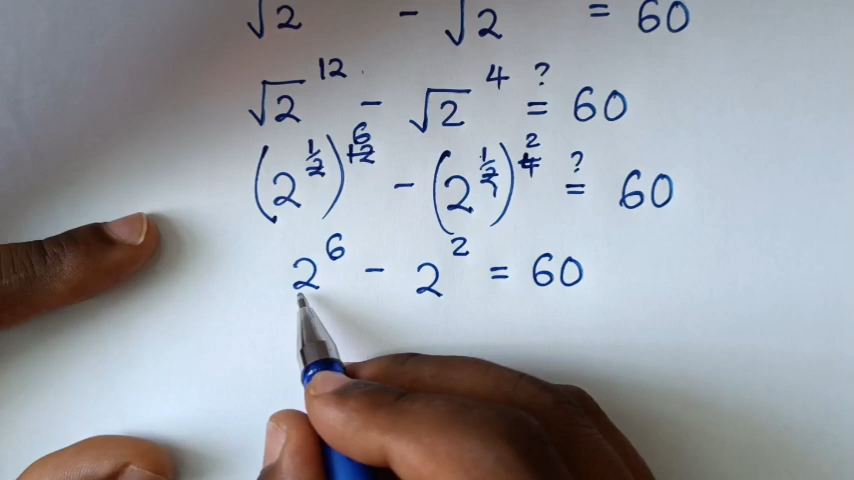 √2 - √2 = 60
√2^12 - √2^4 ?= 60
(2^(1/2))^12 6 - (2^(1/2))^4 2 ?= 60
2^6 - 2^2 = 60